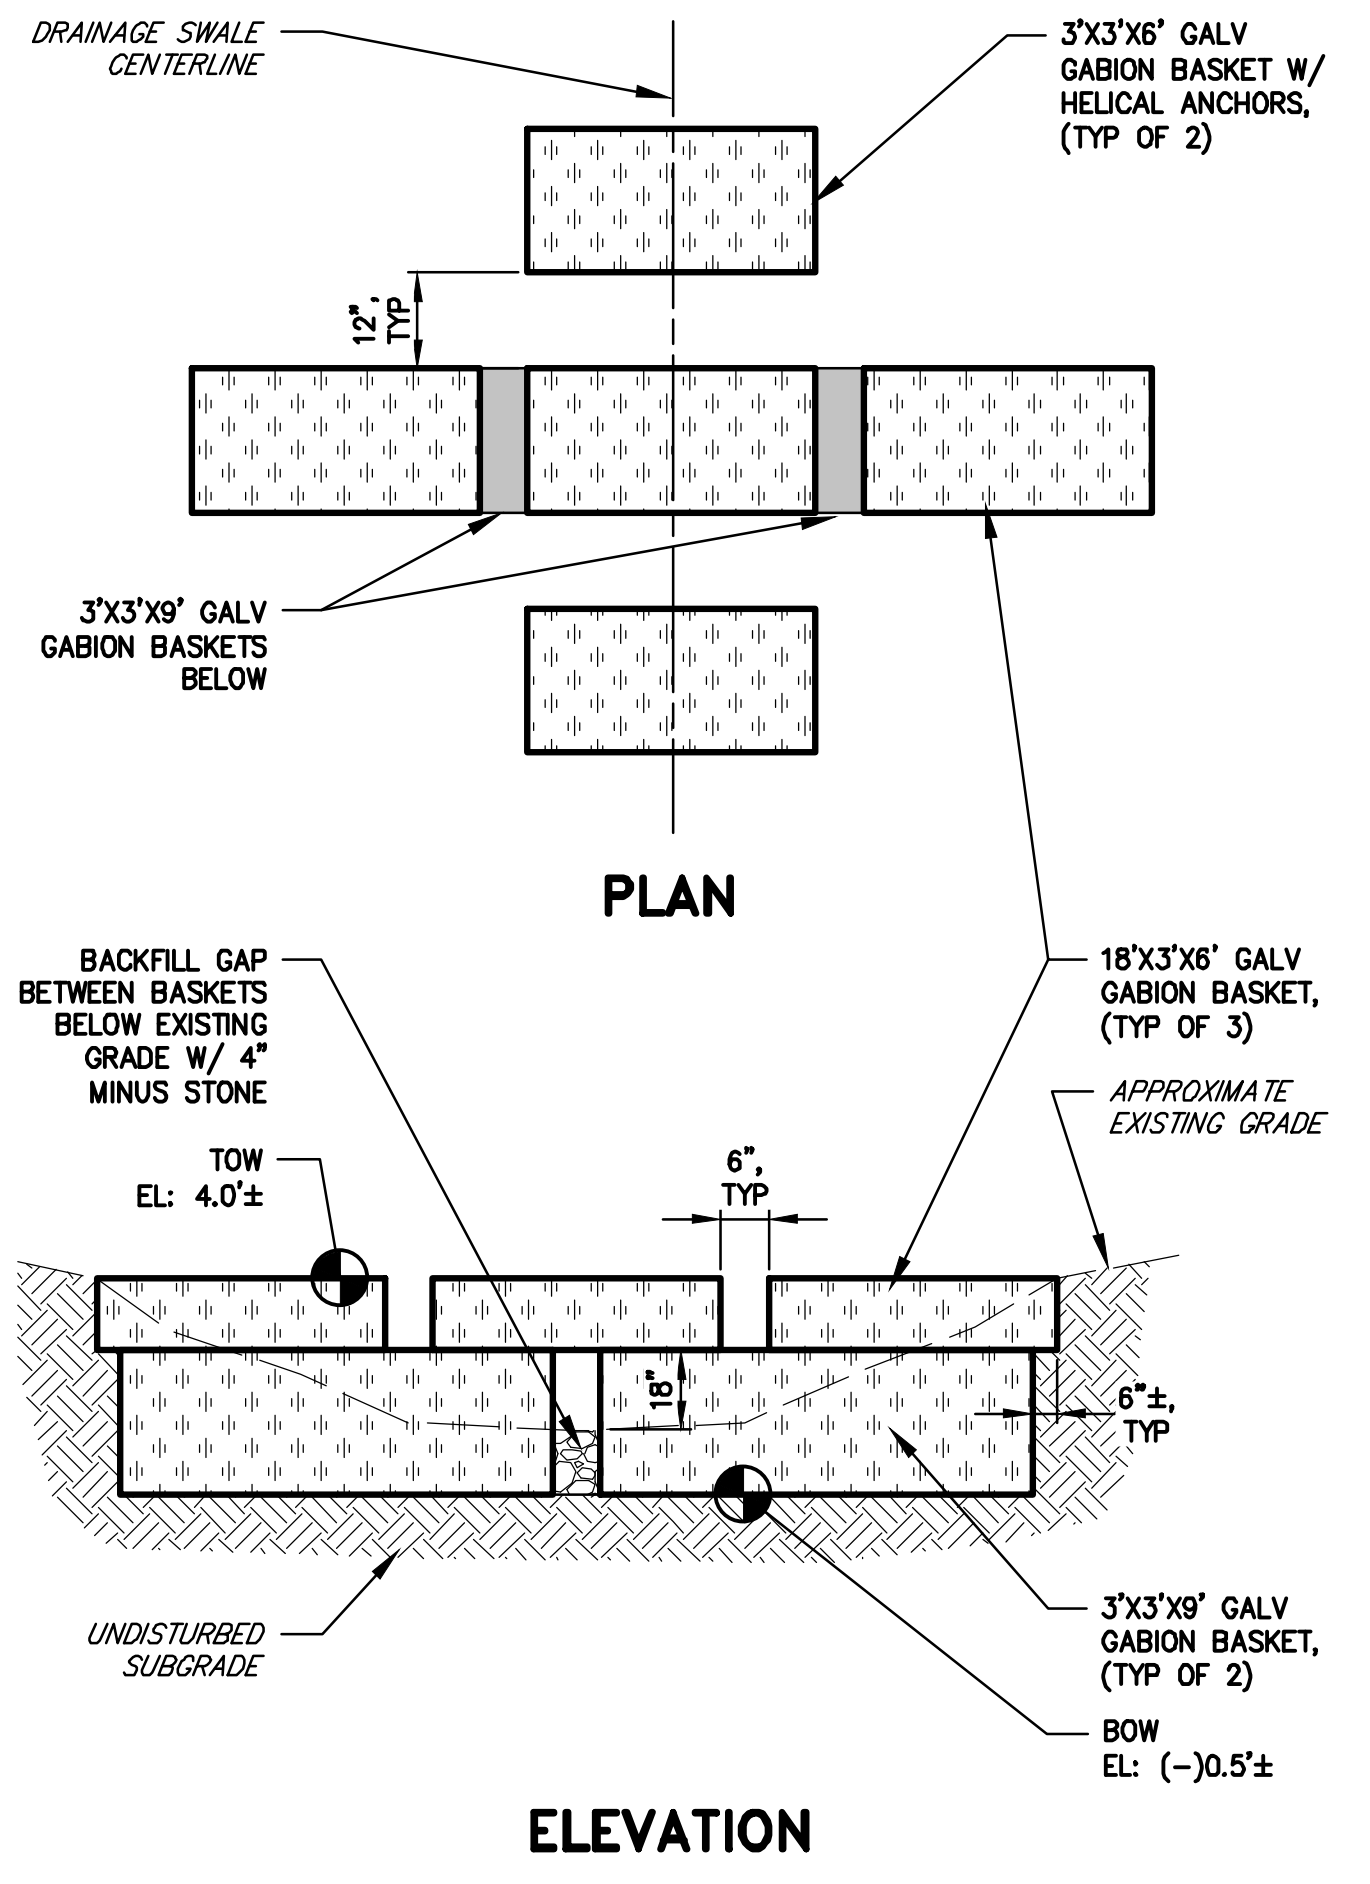 DRAINAGE SWALE
CENTERLINE
3'X3'X6' GALV
GABION BASKET W/
HELICAL ANCHORS,
(TYP OF 2)
12",
TYP
3'X3'X9' GALV
GABION BASKETS
BELOW
PLAN
BACKFILL GAP
BETWEEN BASKETS
BELOW EXISTING
GRADE W/ 4"
MINUS STONE
18'X3'X6' GALV
GABION BASKET,
(TYP OF 3)
APPROXIMATE
EXISTING GRADE
TOW
EL: 4.0'±
6",
TYP
18"
6"±,
TYP
UNDISTURBED
SUBGRADE
3'X3'X9' GALV
GABION BASKET,
(TYP OF 2)
BOW
EL: (-)0.5'±
ELEVATION